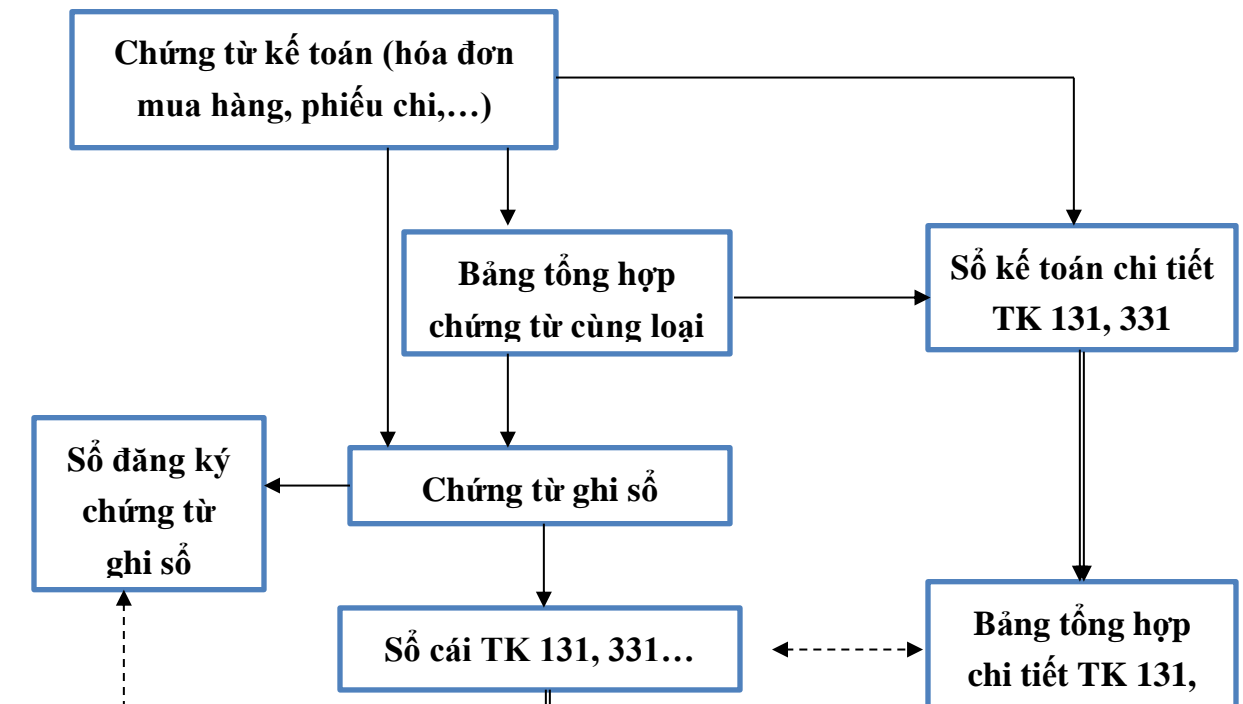 Chứng từ kế toán (hóa đơn
mua hàng, phiếu chi,…)
Bảng tổng hợp
chứng từ cùng loại
Sổ kế toán chi tiết
TK 131, 331
Sổ đăng ký
chứng từ
ghi sổ
Chứng từ ghi sổ
Sổ cái TK 131, 331…
Bảng tổng hợp
chi tiết TK 131,